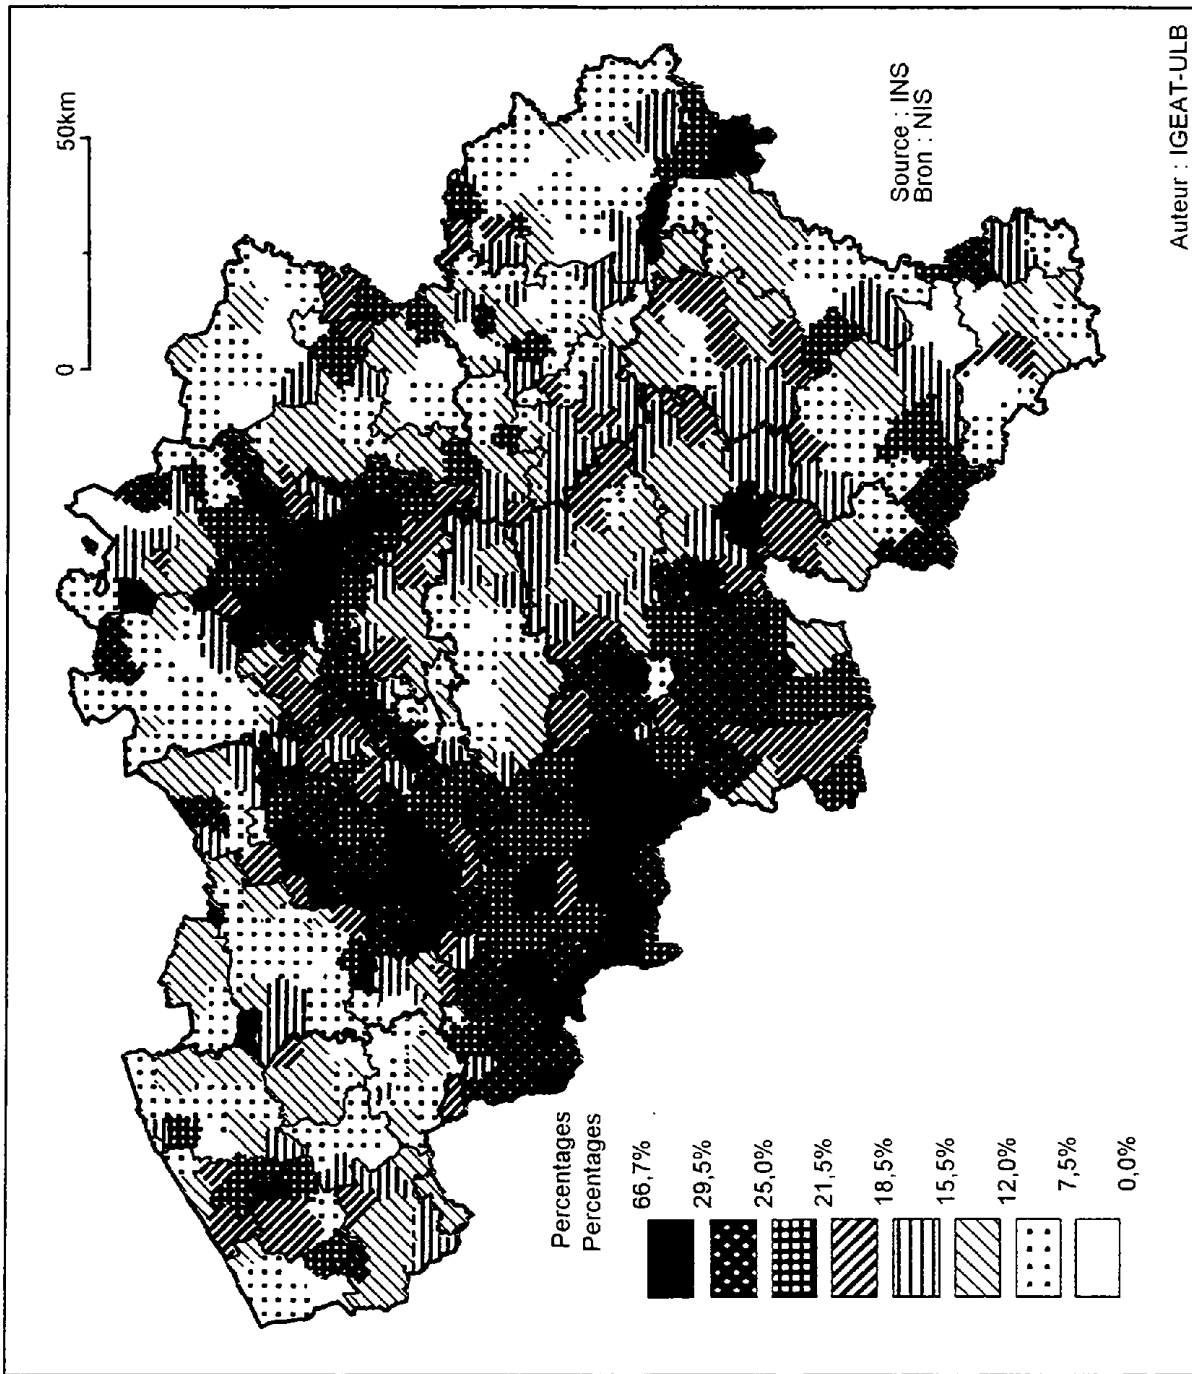 0 50km
Source : INS
Bron : NIS
Percentages
Percentages
66,7%
29,5%
25,0%
21,5%
18,5%
15,5%
12,0%
7,5%
0,0%
Auteur : IGEAT-ULB